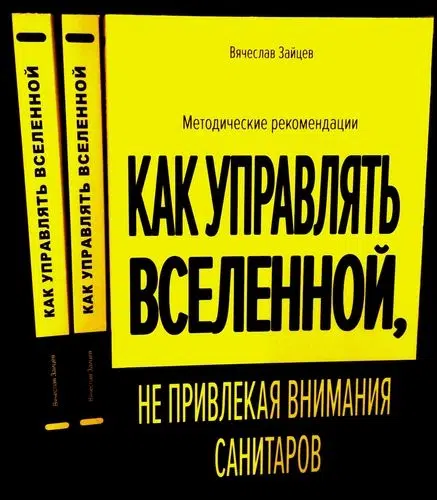 КАК УПРАВЛЯТЬ ВСЕЛЕННОЙ
Вячеслав Зайцев
КАК УПРАВЛЯТЬ ВСЕЛЕННОЙ
Вячеслав Зайцев
Вячеслав Зайцев
Методические рекомендации
КАК УПРАВЛЯТЬ
ВСЕЛЕННОЙ,
НЕ ПРИВЛЕКАЯ ВНИМАНИЯ
САНИТАРОВ